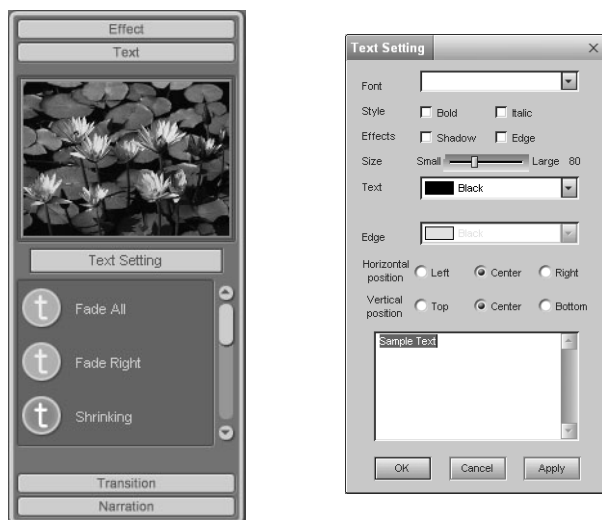 Effect
Text
Text Setting
t Fade All
t Fade Right
t Shrinking
Transition
Narration
Text Setting
Font
Style Bold Italic
Effects Shadow Edge
Size Small Large 80
Text Black
Edge Black
Horizontal position Left Center Right
Vertical position Top Center Bottom
Sample Text
OK Cancel Apply